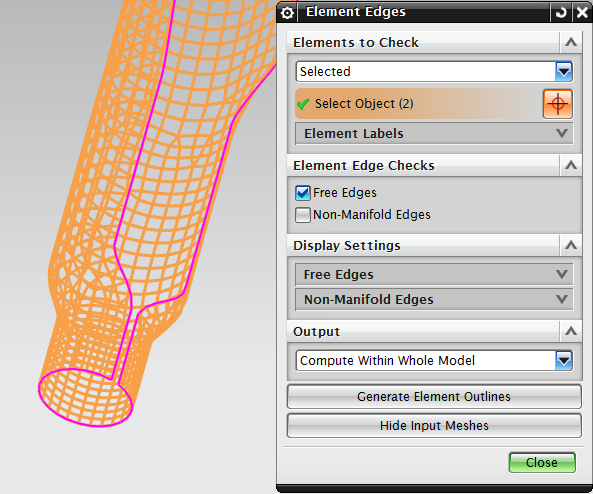 Element Edges
Elements to Check
Selected
Select Object (2)
Element Labels
Element Edge Checks
Free Edges
Non-Manifold Edges
Display Settings
Free Edges
Non-Manifold Edges
Output
Compute Within Whole Model
Generate Element Outlines
Hide Input Meshes
Close